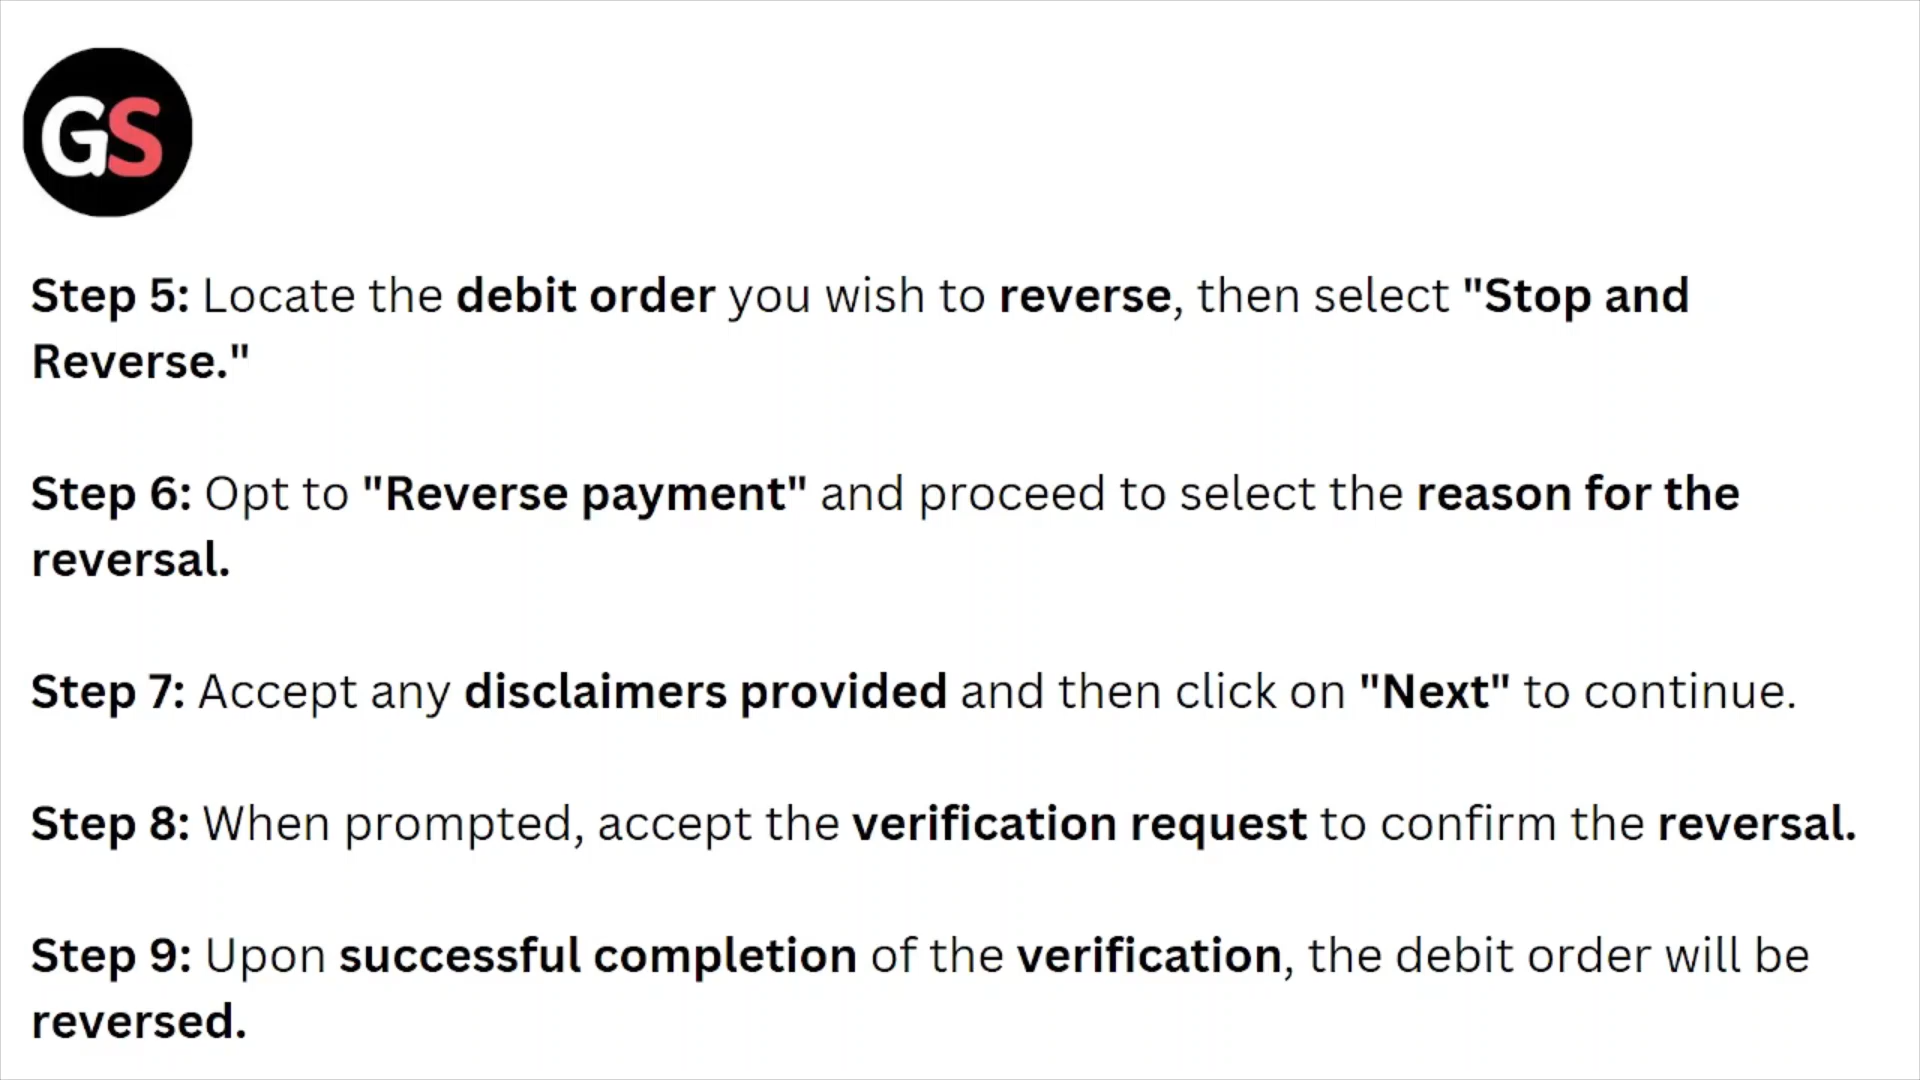 GS
Step 5: Locate the debit order you wish to reverse, then select "Stop and
Reverse."
Step 6: Opt to "Reverse payment" and proceed to select the reason for the
reversal.
Step 7: Accept any disclaimers provided and then click on "Next" to continue.
Step 8: When prompted, accept the verification request to confirm the reversal.
Step 9: Upon successful completion of the verification, the debit order will be
reversed.